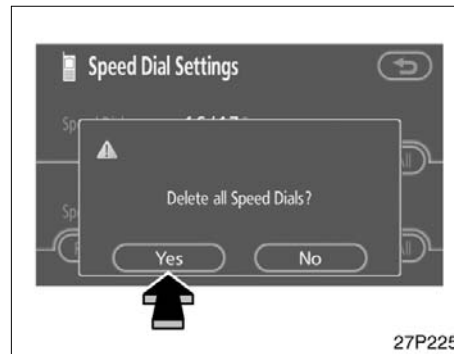 Speed Dial Settings
Delete all Speed Dials?
Yes No
27P225